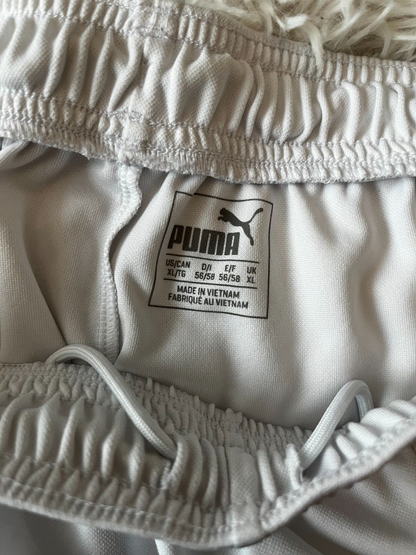 PUMA
US/CAN D/I E/F UK
XL/TG 56/58 56/58 XL
MADE IN VIETNAM
FABRIQUÉ AU VIETNAM